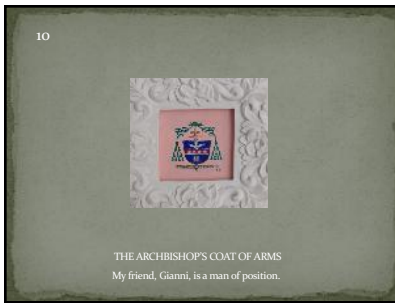 10
THE ARCHBISHOP'S COAT OF ARMS
My friend, Gianni, is a man of position.